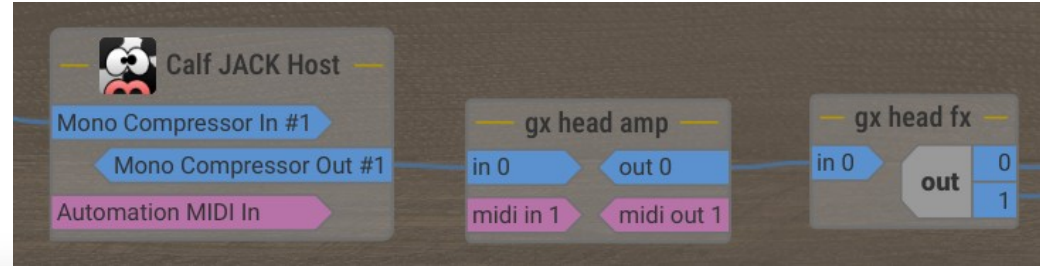 Calf JACK Host
Mono Compressor In #1
Mono Compressor Out #1
Automation MIDI In
gx head amp
in 0
out 0
midi in 1
midi out 1
gx head fx
in 0
out
0
1